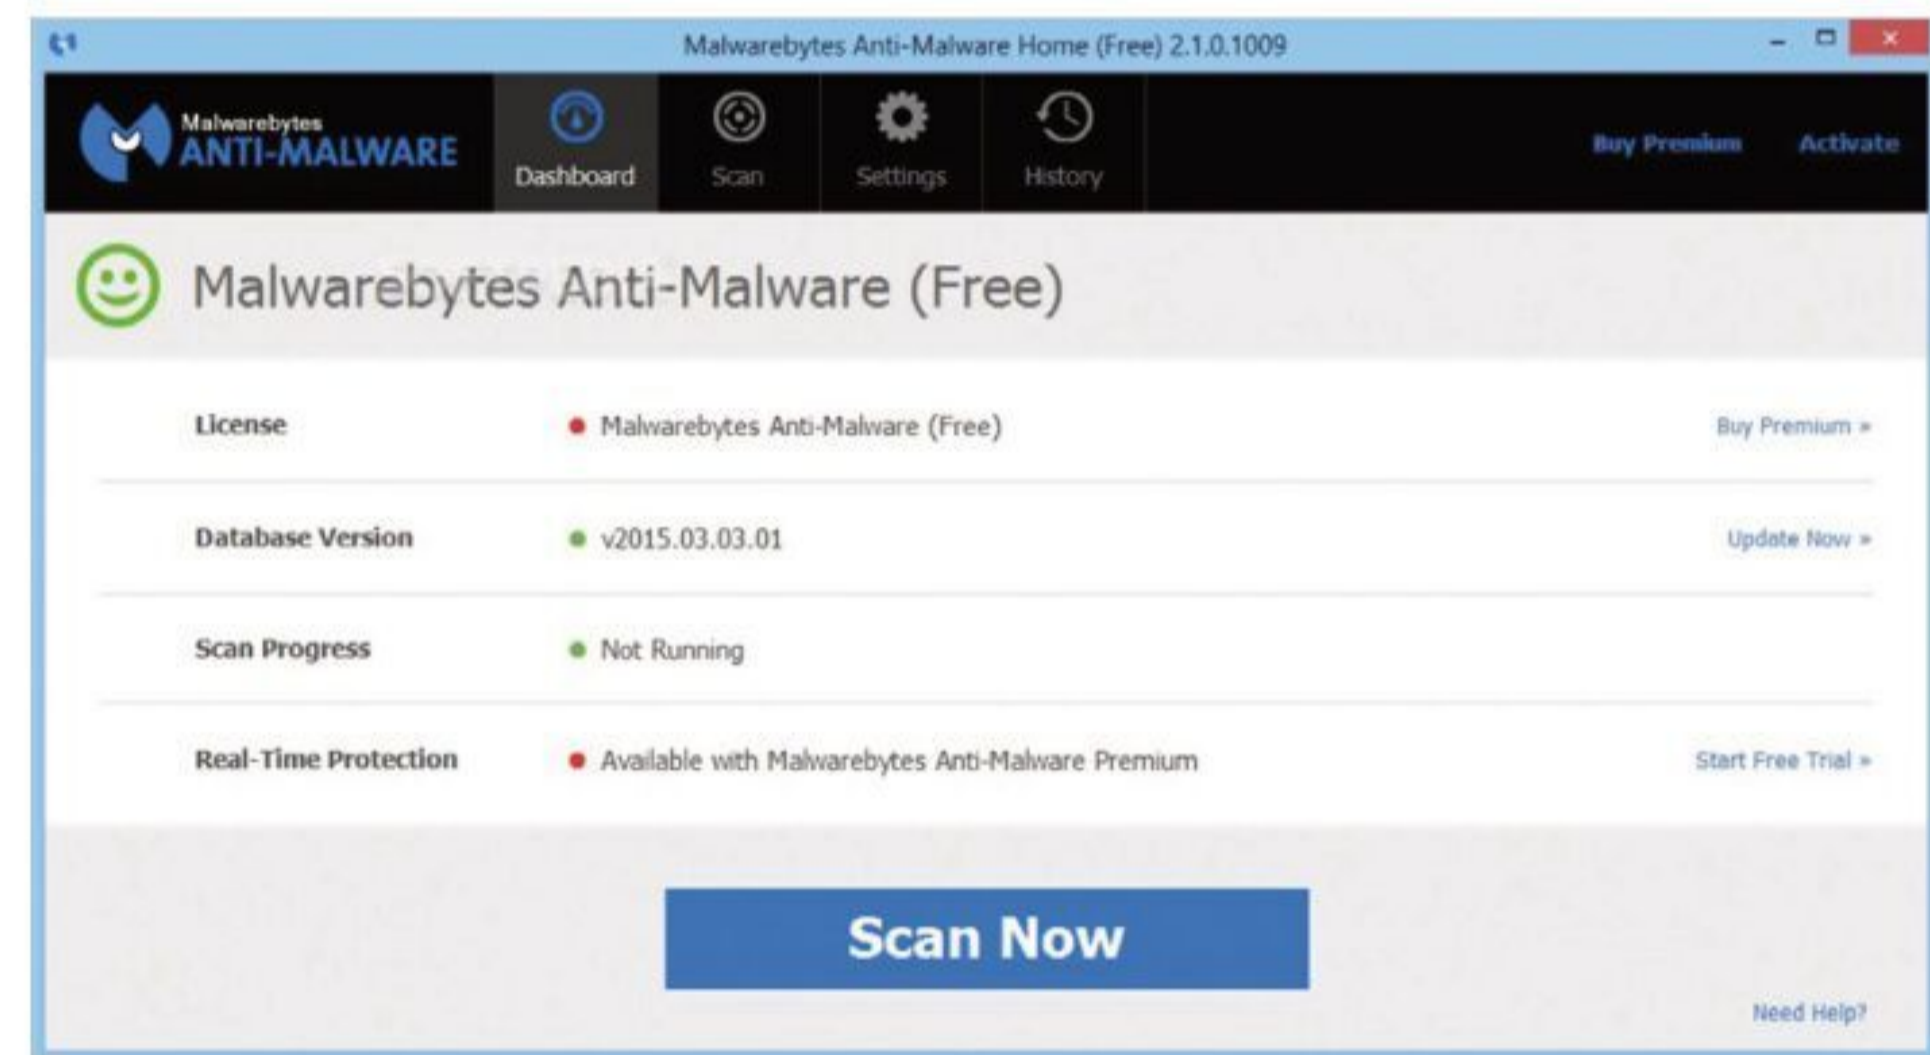 Malwarebytes Anti-Malware Home (Free) 2.1.0.1009
Malwarebytes
ANTI-MALWARE
Dashboard
Scan
Settings
History
Buy Premium
Activate
Malwarebytes Anti-Malware (Free)
License
Malwarebytes Anti-Malware (Free)
Buy Premium »
Database Version
v2015.03.03.01
Update Now »
Scan Progress
Not Running
Real-Time Protection
Available with Malwarebytes Anti-Malware Premium
Start Free Trial »
Scan Now
Need Help?